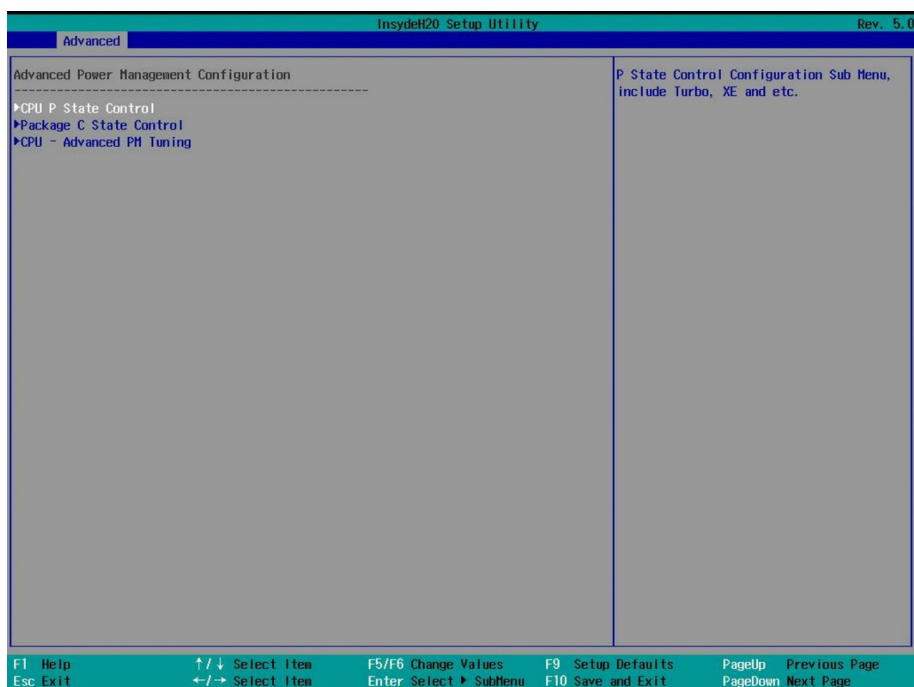 InsydeH20 Setup Utility Rev. 5.0
Advanced
Advanced Power Management Configuration
--------------------------------------------------
▶CPU P State Control
▶Package C State Control
▶CPU - Advanced PM Tuning
P State Control Configuration Sub Menu,
include Turbo, XE and etc.
F1 Help ↑/↓ Select Item F5/F6 Change Values F9 Setup Defaults PageUp Previous Page
Esc Exit ←/→ Select Item Enter Select ▶ SubMenu F10 Save and Exit PageDown Next Page